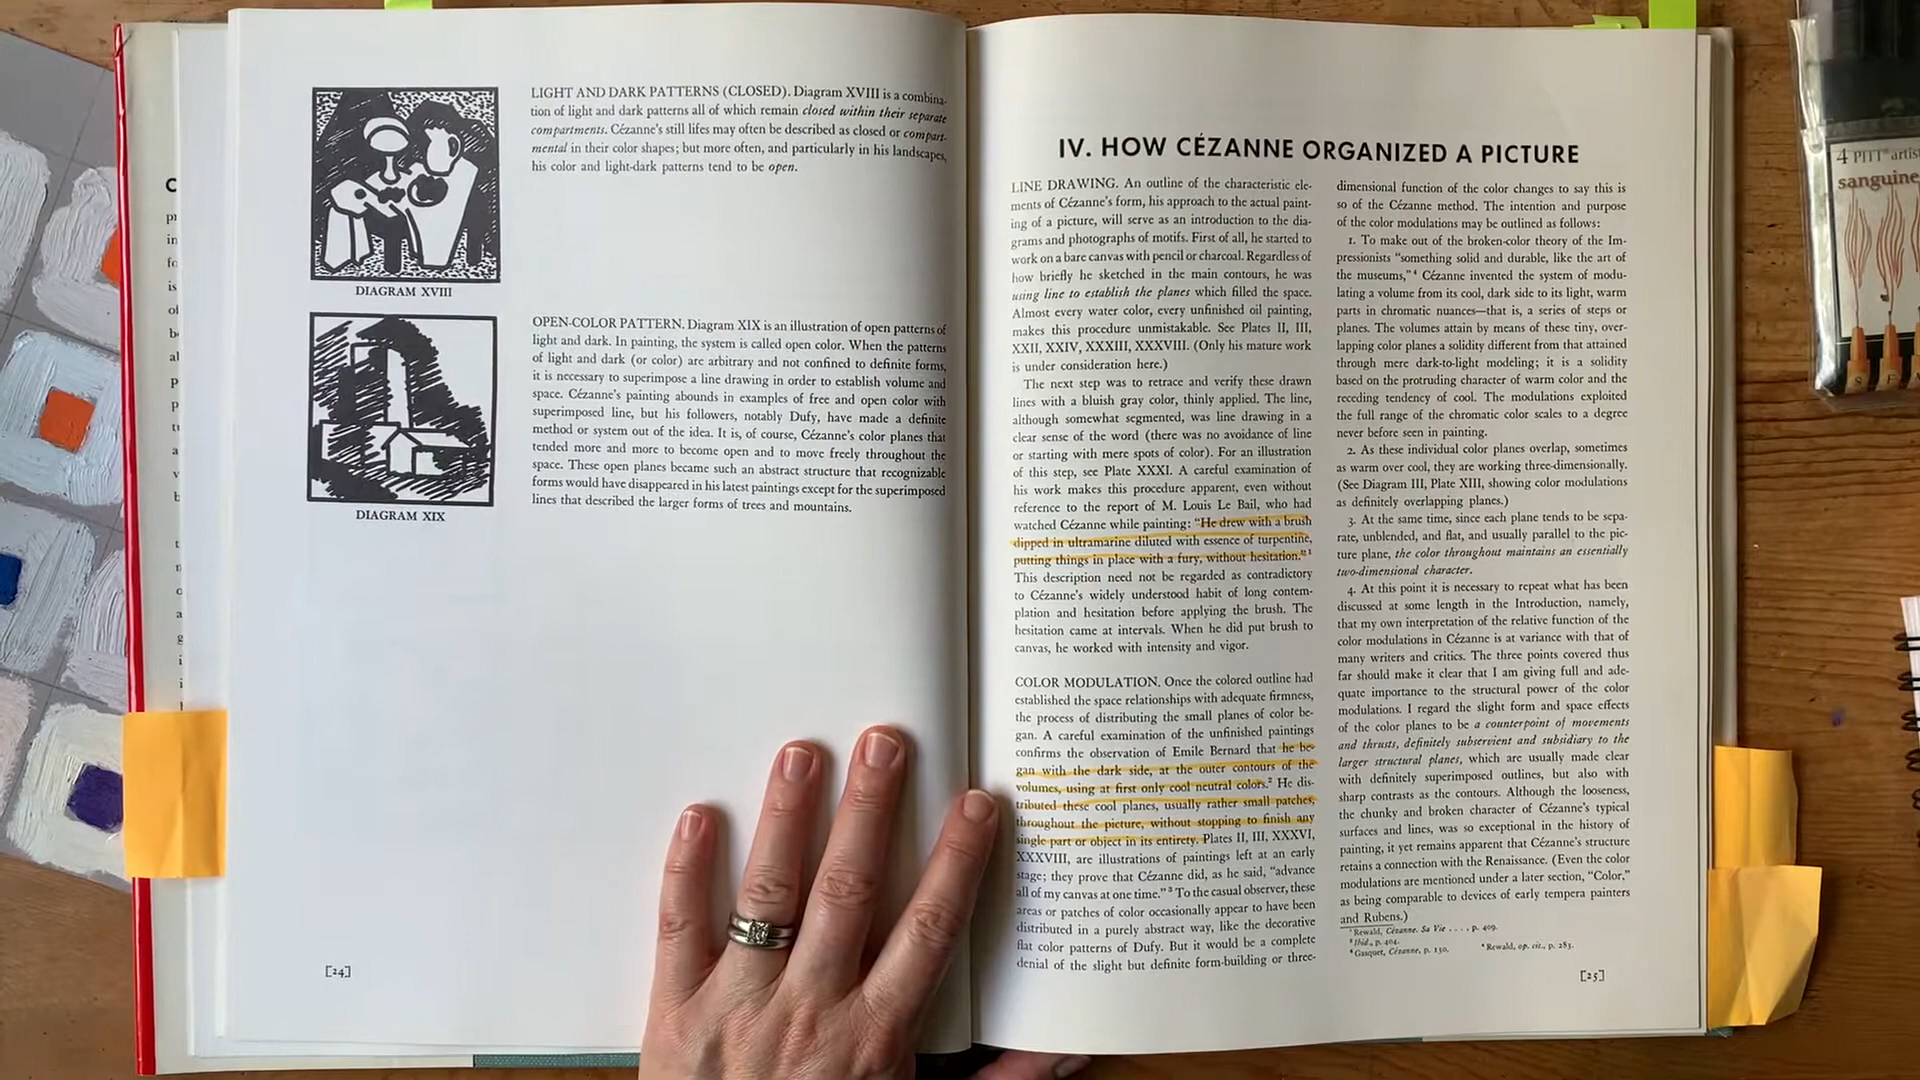 LIGHT AND DARK PATTERNS (CLOSED). Diagram XVIII is a combina-
tion of light and dark patterns all of which remain closed within their separate
compartments. Cézanne's still lifes may often be described as closed or compart-
mental in their color shapes; but more often, and particularly in his landscapes,
his color and light-dark patterns tend to be open.
DIAGRAM XVIII
OPEN-COLOR PATTERN. Diagram XIX is an illustration of open patterns of
light and dark. In painting, the system is called open color. When the patterns
of light and dark (or color) are arbitrary and not confined to definite forms,
it is necessary to superimpose a line drawing in order to establish volume and
space. Cézanne's painting abounds in examples of free and open color with
superimposed line, but his followers, notably Dufy, have made a definite
method or system out of the idea. It is, of course, Cézanne's color planes that
tended more and more to become open and to move freely throughout the
space. These open planes became such an abstract structure that recognizable
forms would have disappeared in his latest paintings except for the superimposed
lines that described the larger forms of trees and mountains.
DIAGRAM XIX
[24]
IV. HOW CÉZANNE ORGANIZED A PICTURE
LINE DRAWING. An outline of the characteristic ele-
ments of Cézanne's form, his approach to the actual paint-
ing of a picture, will serve as an introduction to the dia-
grams and photographs of motifs. First of all, he started to
work on a bare canvas with pencil or charcoal. Regardless of
how briefly he sketched in the main contours, he was
using line to establish the planes which filled the space.
Almost every water color, every unfinished oil painting,
makes this procedure unmistakable. See Plates II, III,
XXII, XXIV, XXXIII, XXXVIII. (Only his mature work
is under consideration here.)
The next step was to retrace and verify these drawn
lines with a bluish gray color, thinly applied. The line,
although somewhat segmented, was line drawing in a
clear sense of the word (there was no avoidance of line
or starting with mere spots of color). For an illustration
of this step, see Plate XXXI. A careful examination of
his work makes this procedure apparent, even without
reference to the report of M. Louis Le Bail, who had
watched Cézanne while painting: "He drew with a brush
dipped in ultramarine diluted with essence of turpentine,
putting things in place with a fury, without hesitation."¹
This description need not be regarded as contradictory
to Cézanne's widely understood habit of long contem-
plation and hesitation before applying the brush. The
hesitation came at intervals. When he did put brush to
canvas, he worked with intensity and vigor.
COLOR MODULATION. Once the colored outline had
established the space relationships with adequate firmness,
the process of distributing the small planes of color be-
gan. A careful examination of the unfinished paintings
confirms the observation of Emile Bernard that he be-
gan with the dark side, at the outer contours of the
volumes, using at first only cool neutral colors.² He dis-
tributed these cool planes, usually rather small patches,
throughout the picture, without stopping to finish any
single part or object in its entirety. Plates II, III, XXXVI,
XXXVIII, are illustrations of paintings left at an early
stage; they prove that Cézanne did, as he said, "advance
all of my canvas at one time."³ To the casual observer, these
areas or patches of color occasionally appear to have been
distributed in a purely abstract way, like the decorative
flat color patterns of Dufy. But it would be a complete
denial of the slight but definite form-building or three-
dimensional function of the color changes to say this is
so of the Cézanne method. The intention and purpose
of the color modulations may be outlined as follows:
1. To make out of the broken-color theory of the Im-
pressionists "something solid and durable, like the art of
the museums,"⁴ Cézanne invented the system of modu-
lating a volume from its cool, dark side to its light, warm
parts in chromatic nuances—that is, a series of steps or
planes. The volumes attain by means of these tiny, over-
lapping color planes a solidity different from that attained
through mere dark-to-light modeling; it is a solidity
based on the protruding character of warm color and the
receding tendency of cool. The modulations exploited
the full range of the chromatic color scales to a degree
never before seen in painting.
2. As these individual color planes overlap, sometimes
as warm over cool, they are working three-dimensionally.
(See Diagram III, Plate XIII, showing color modulations
as definitely overlapping planes.)
3. At the same time, since each plane tends to be sepa-
rate, unblended, and flat, and usually parallel to the pic-
ture plane, the color throughout maintains an essentially
two-dimensional character.
4. At this point it is necessary to repeat what has been
discussed at some length in the Introduction, namely,
that my own interpretation of the relative function of the
color modulations in Cézanne is at variance with that of
many writers and critics. The three points covered thus
far should make it clear that I am giving full and ade-
quate importance to the structural power of the color
modulations. I regard the slight form and space effects
of the color planes to be a counterpoint of movements
and thrusts, definitely subservient and subsidiary to the
larger structural planes, which are usually made clear
with definitely superimposed outlines, but also with
sharp contrasts as the contours. Although the looseness,
the chunky and broken character of Cézanne's typical
surfaces and lines, was so exceptional in the history of
painting, it yet remains apparent that Cézanne's structure
retains a connection with the Renaissance. (Even the color
modulations are mentioned under a later section, "Color,"
as being comparable to devices of early tempera painters
and Rubens.)
¹ Rewald, Cézanne. Sa Vie . . . , p. 409.
² Ibid., p. 404.
³ Gasquet, Cézanne, p. 130.
⁴ Rewald, op. cit., p. 283.
[25]
4 PITT artist
sanguine
S F